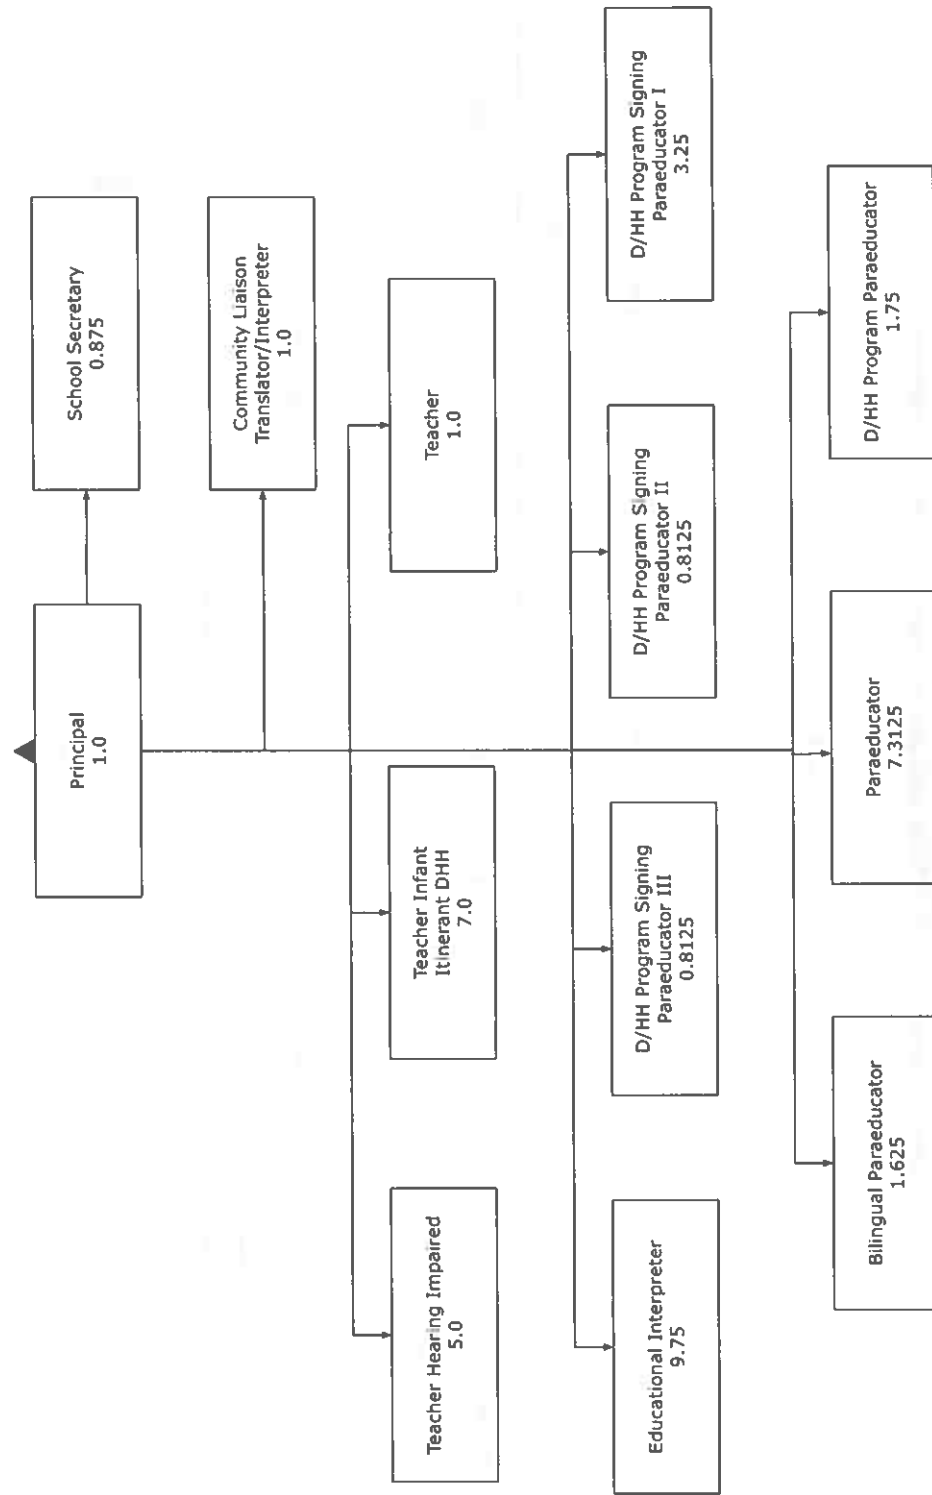 Principal
1.0
School Secretary
0.875
Community Liaison
Translator/Interpreter
1.0
Teacher Hearing Impaired
5.0
Teacher Infant
Itinerant DHH
7.0
Teacher
1.0
Educational Interpreter
9.75
D/HH Program Signing
Paraeducator III
0.8125
D/HH Program Signing
Paraeducator II
0.8125
D/HH Program Signing
Paraeducator I
3.25
Bilingual Paraeducator
1.625
Paraeducator
7.3125
D/HH Program Paraeducator
1.75